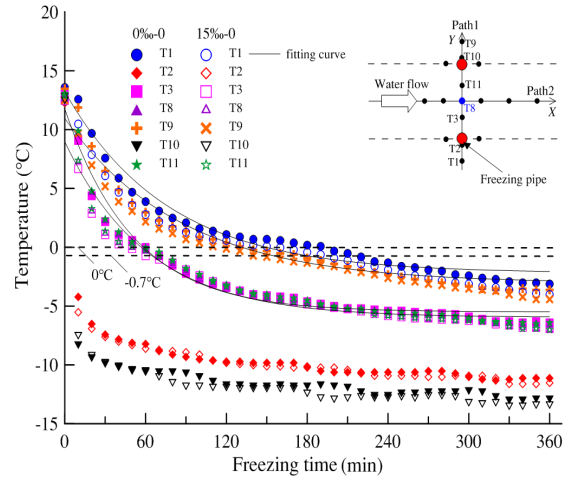 20
15
10
5
0
-5
-10
-15
0
60
120
180
240
300
360
Temperature (℃)
Freezing time (min)
0‰-0 15‰-0
T1 T1 fitting curve
T2 T2
T3 T3
T8 T8
T9 T9
T10 T10
T11 T11
0℃
-0.7℃
Path1
Y T9
T10
Water flow
T11
Path2
T8 X
T3
T2
T1
Freezing pipe